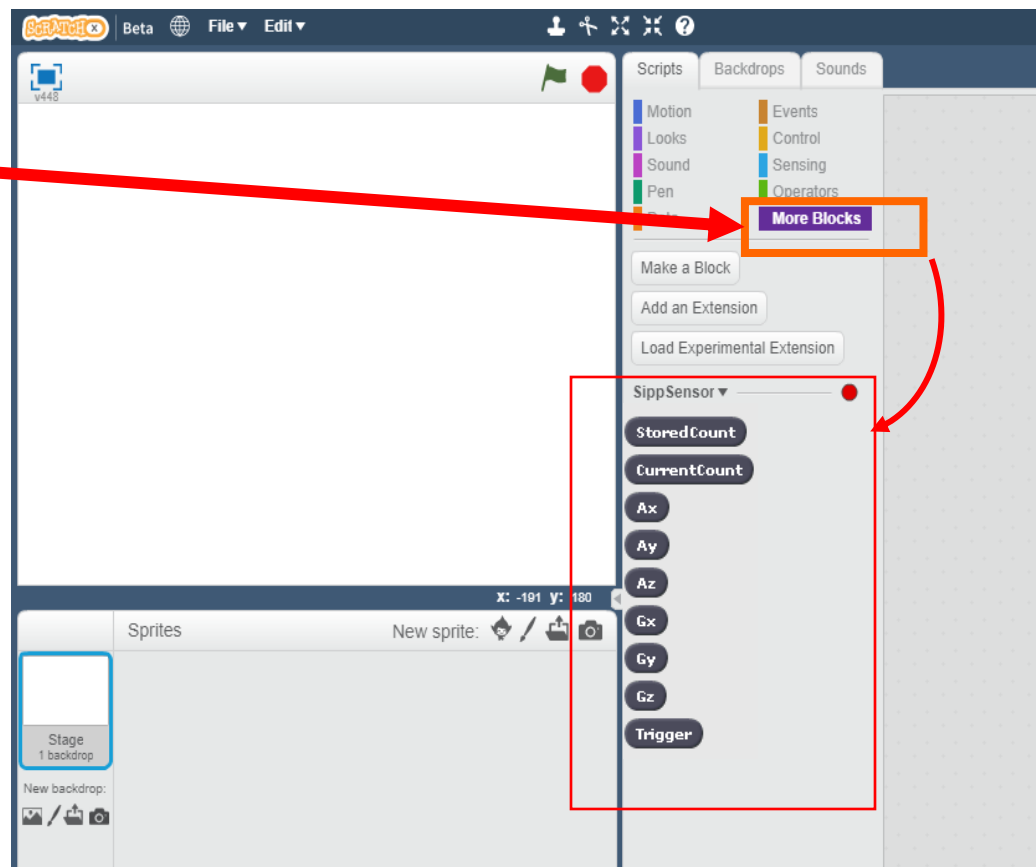 SCRATCH X Beta File▼ Edit▼
v448
Scripts Backdrops Sounds
Motion Events
Looks Control
Sound Sensing
Pen Operators
More Blocks
Make a Block
Add an Extension
Load Experimental Extension
SippSensor▼
StoredCount
CurrentCount
Ax
Ay
Az
Gx
Gy
Gz
Trigger
X: -191 y: 180
Sprites New sprite:
Stage
1 backdrop
New backdrop: